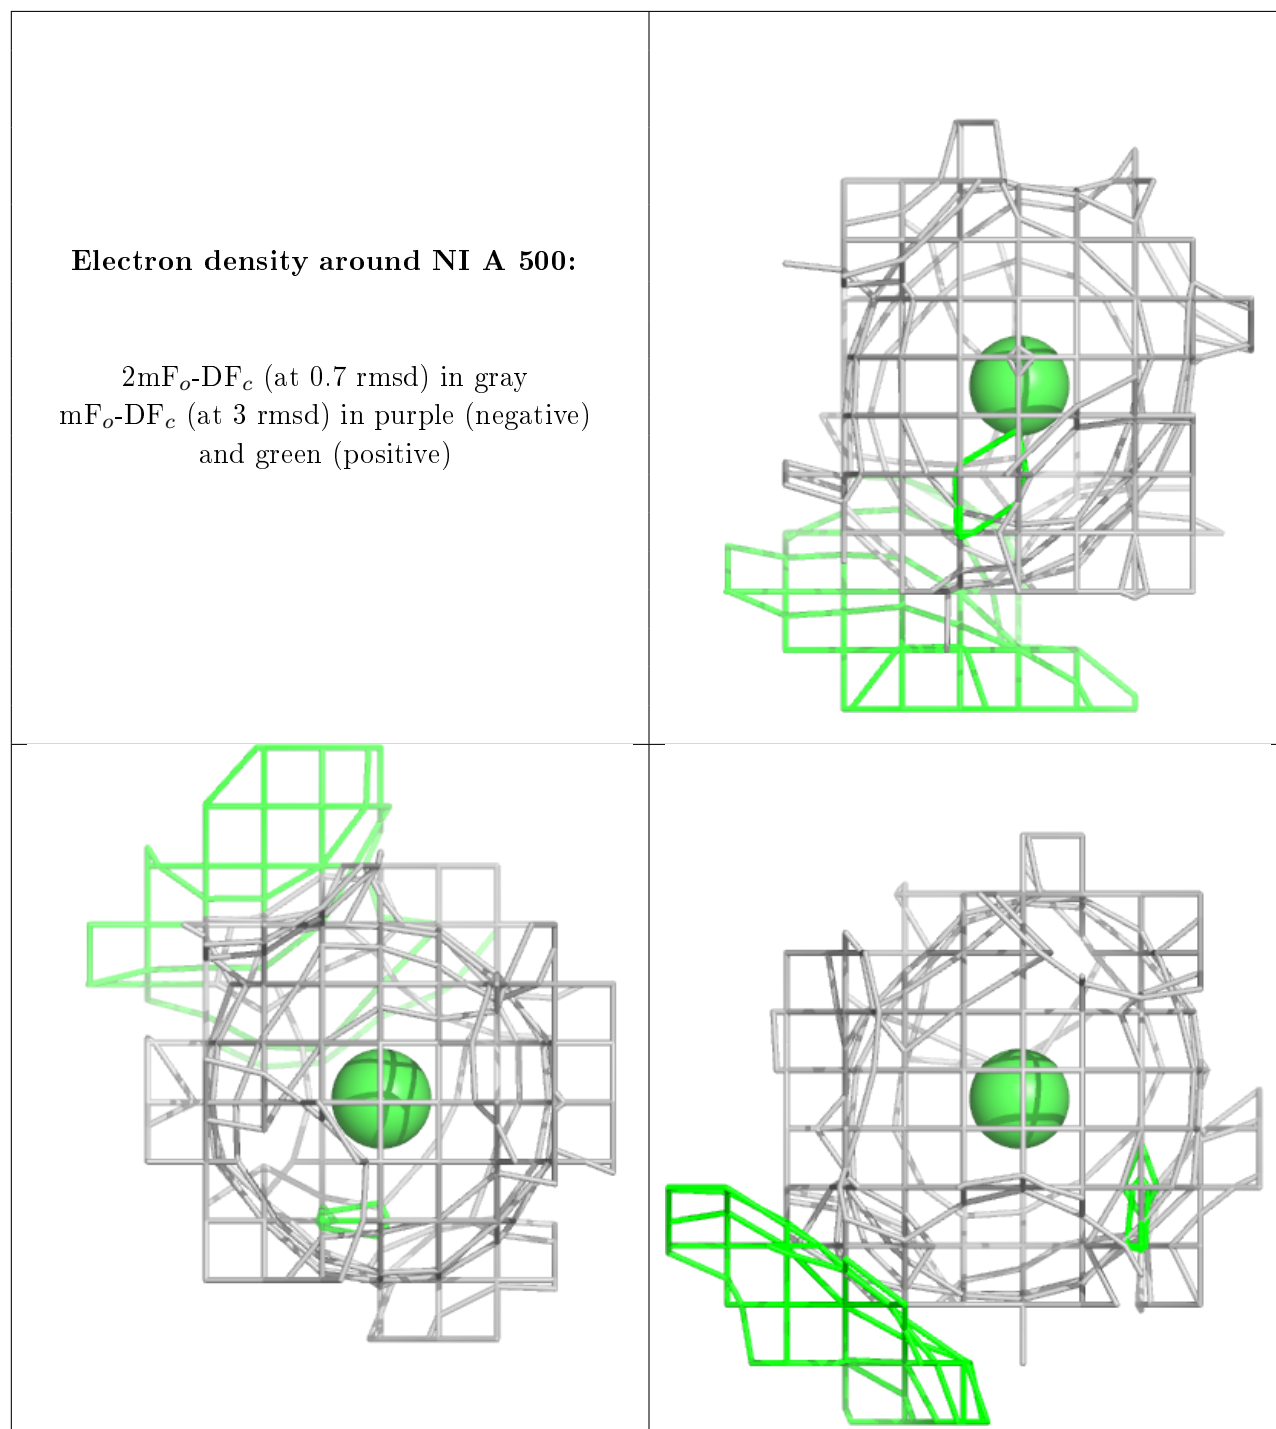 Electron density around NI A 500:
2mFo-DFc (at 0.7 rmsd) in gray
mFo-DFc (at 3 rmsd) in purple (negative)
and green (positive)